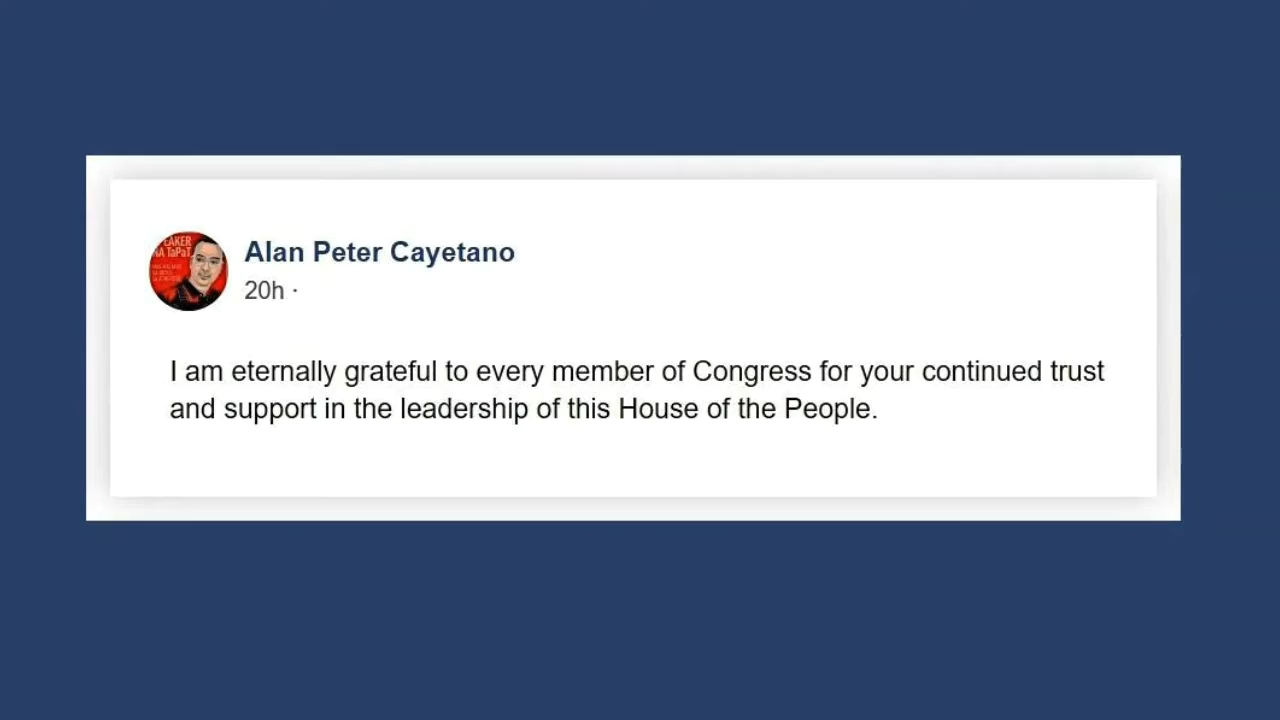 Alan Peter Cayetano
20h ·
I am eternally grateful to every member of Congress for your continued trust
and support in the leadership of this House of the People.